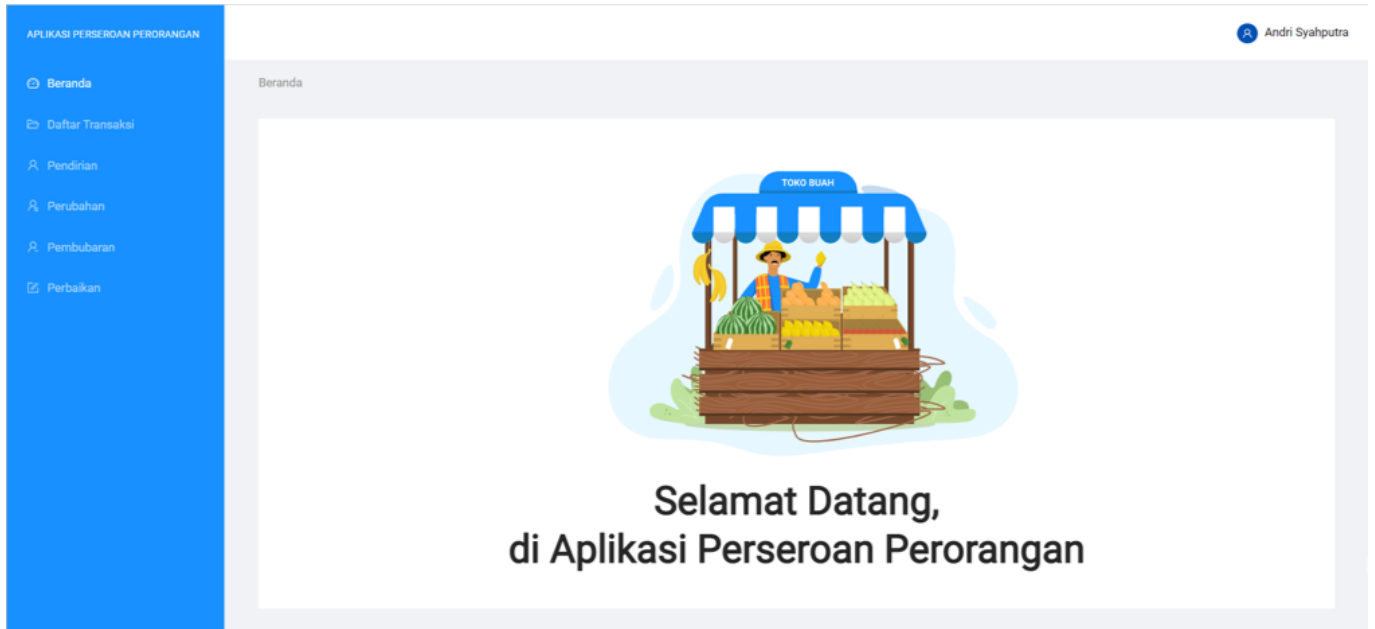 APLIKASI PERSEROAN PERORANGAN
Andri Syahputra
Beranda
Daftar Transaksi
Pendirian
Perubahan
Pembubaran
Perbaikan
Beranda
TOKO BUAH
Selamat Datang,
di Aplikasi Perseroan Perorangan